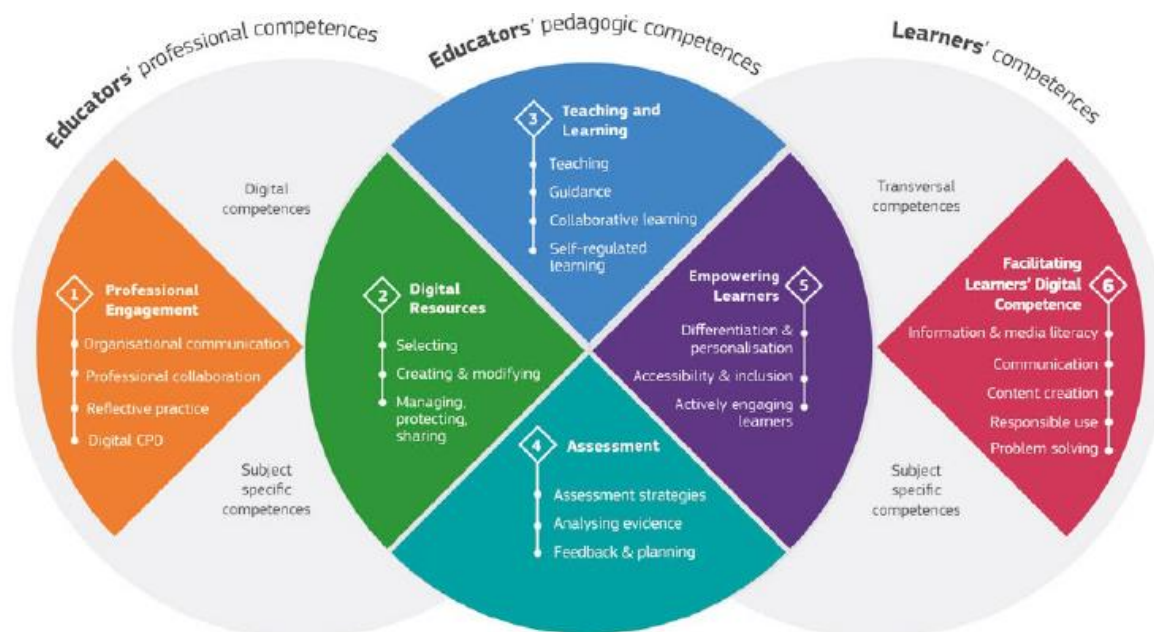 Educators' professional competences
Educators' pedagogic competences
Learners' competences
Digital
competences
Subject
specific
competences
1
Professional
Engagement
Organisational communication
Professional collaboration
Reflective practice
Digital CPD
2
Digital
Resources
Selecting
Creating & modifying
Managing,
protecting,
sharing
3
Teaching and
Learning
Teaching
Guidance
Collaborative learning
Self-regulated
learning
4
Assessment
Assessment strategies
Analysing evidence
Feedback & planning
5
Empowering
Learners
Differentiation &
personalisation
Accessibility & inclusion
Actively engaging
learners
Transversal
competences
Subject
specific
competences
6
Facilitating
Learners' Digital
Competence
Information & media literacy
Communication
Content creation
Responsible use
Problem solving